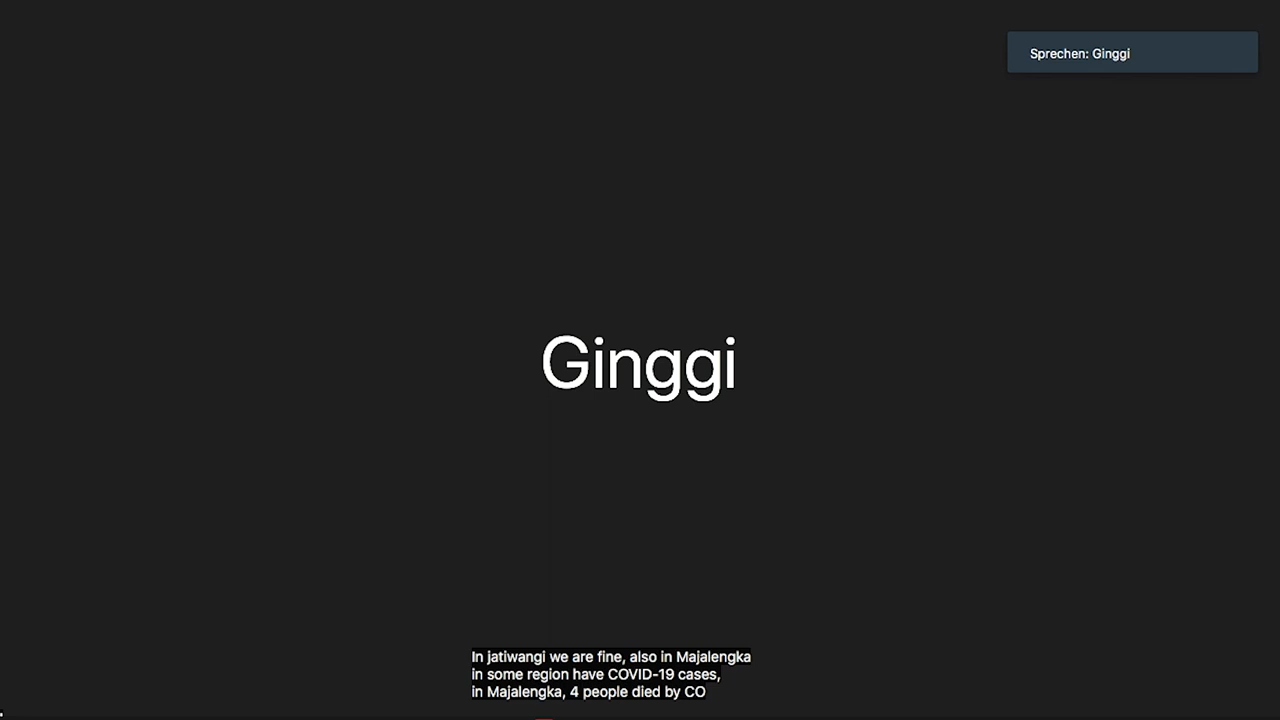 Sprechen: Ginggi
Ginggi
In jatiwangi we are fine, also in Majalengka
in some region have COVID-19 cases,
in Majalengka, 4 people died by CO